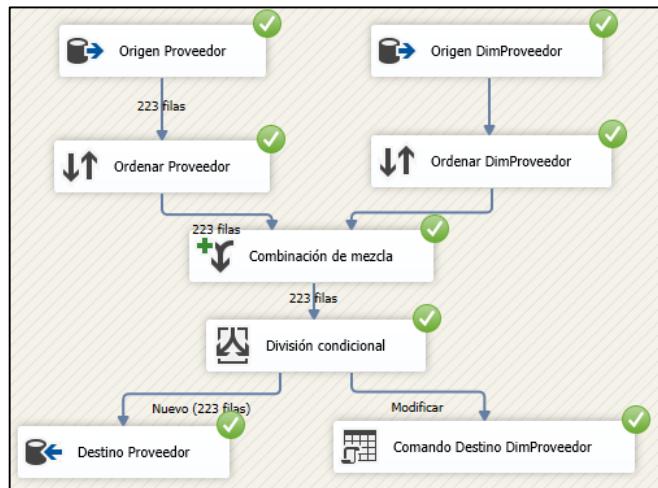 Origen Proveedor
Origen DimProveedor
223 filas
Ordenar Proveedor
Ordenar DimProveedor
223 filas
Combinación de mezcla
223 filas
División condicional
Nuevo (223 filas)
Modificar
Destino Proveedor
Comando Destino DimProveedor